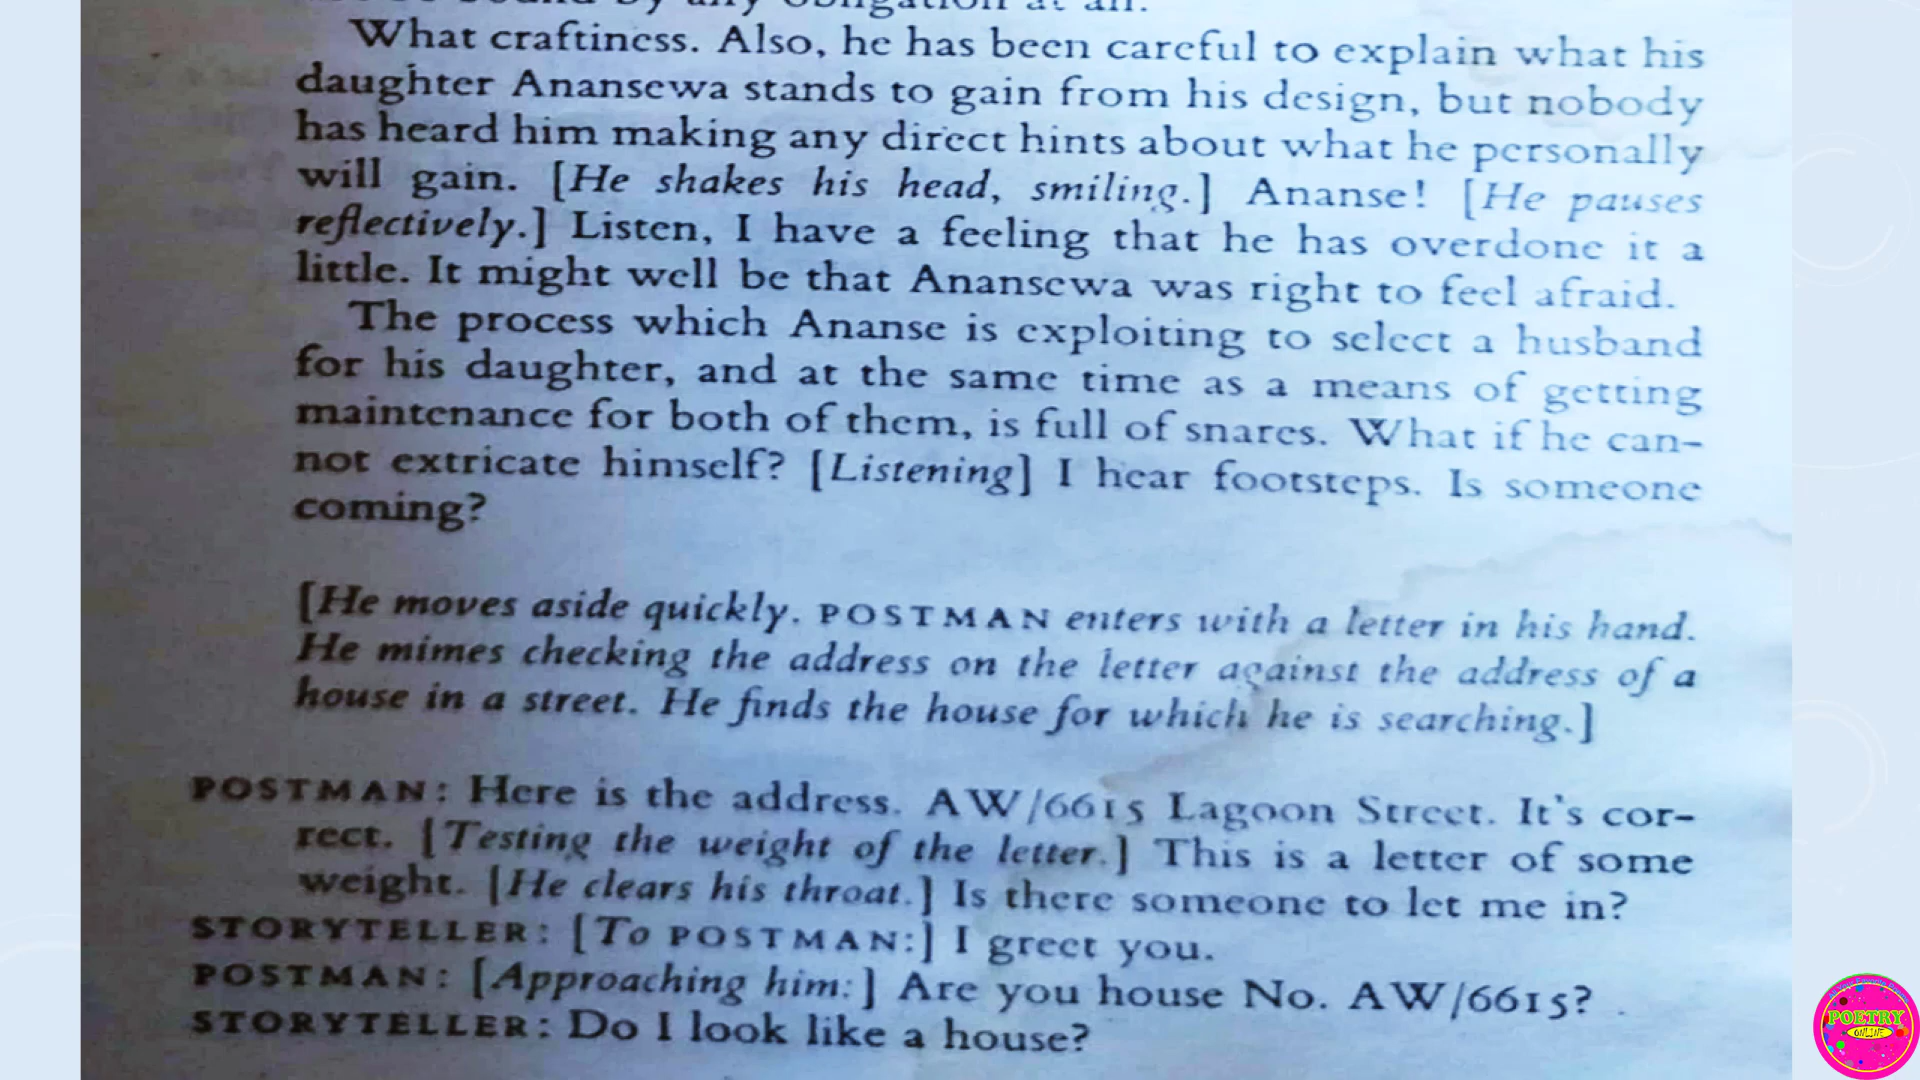 by any obligation at all.
What craftiness. Also, he has been careful to explain what his
daughter Anansewa stands to gain from his design, but nobody
has heard him making any direct hints about what he personally
will gain. [He shakes his head, smiling.] Ananse! [He pauses
reflectively.] Listen, I have a feeling that he has overdone it a
little. It might well be that Anansewa was right to feel afraid.
The process which Ananse is exploiting to select a husband
for his daughter, and at the same time as a means of getting
maintenance for both of them, is full of snares. What if he can-
not extricate himself? [Listening] I hear footsteps. Is someone
coming?
[He moves aside quickly. POSTMAN enters with a letter in his hand.
He mimes checking the address on the letter against the address of a
house in a street. He finds the house for which he is searching.]
POSTMAN: Here is the address. AW/6615 Lagoon Street. It's cor-
rect. [Testing the weight of the letter.] This is a letter of some
weight. [He clears his throat.] Is there someone to let me in?
STORYTELLER: [To POSTMAN:] I greet you.
POSTMAN: [Approaching him:] Are you house No. AW/6615?
STORYTELLER: Do I look like a house?
POETRY
ONLINE